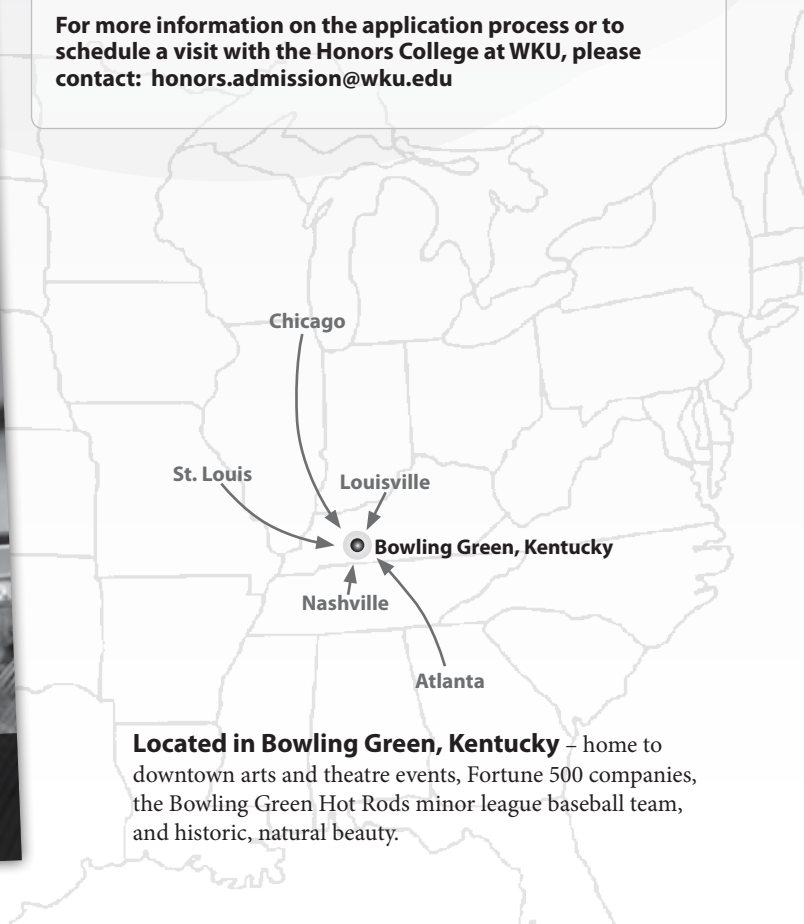 For more information on the application process or to
schedule a visit with the Honors College at WKU, please
contact:  honors.admission@wku.edu
Chicago
St. Louis
Louisville
Bowling Green, Kentucky
Nashville
Atlanta
Located in Bowling Green, Kentucky – home to
downtown arts and theatre events, Fortune 500 companies,
the Bowling Green Hot Rods minor league baseball team,
and historic, natural beauty.